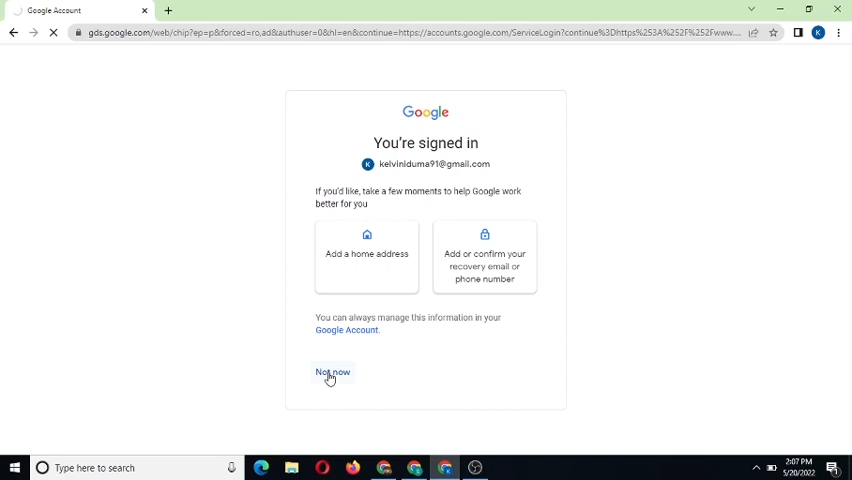 Google Account
gds.google.com/web/chip?ep=p&forced=ro,ad&authuser=0&hl=en&continue=https://accounts.google.com/ServiceLogin?continue%3Dhttps%253A%252F%252Fwww....
K
Google
You're signed in
K kelviniduma91@gmail.com
If you'd like, take a few moments to help Google work
better for you
Add a home address
Add or confirm your
recovery email or
phone number
You can always manage this information in your
Google Account.
Not now
Type here to search
2:07 PM
5/20/2022